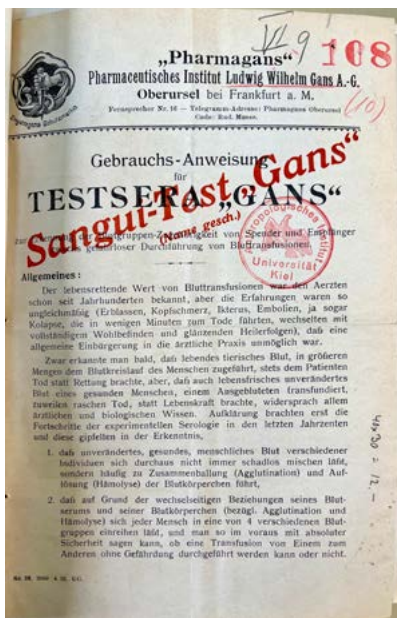 VI 9
108
(10)
„Pharmagans“
Pharmaceutisches Institut Ludwig Wilhelm Gans A.-G.
Oberursel bei Frankfurt a. M.
Fernsprecher Nr. 16 — Telegramm-Adresse: Pharmagans Oberursel
Code: Rud. Mosse.
Gebrauchs-Anweisung
für
TESTSERA „GANS“
Sangui-Test „Gans“
(Name gesch.)
zur der Blutgruppen-Zugehörigkeit von Spender und Empfänger
gefahrloser Durchführung von Bluttransfusionen.
Anthropologisches Institut
Universität
Kiel
Allgemeines:
Der lebensrettende Wert von Bluttransfusionen war den Aerzten
schon seit Jahrhunderten bekannt, aber die Erfahrungen waren so
ungleichmäßig (Erblassen, Kopfschmerz, Ikterus, Embolien, ja sogar
Kolapse, die in wenigen Minuten zum Tode führten, wechselten mit
vollständigem Wohlbefinden und glänzenden Heilerfolgen), daß eine
allgemeine Einbürgerung in die ärztliche Praxis unmöglich war.
Zwar erkannte man bald, daß lebendes tierisches Blut, in größeren
Mengen dem Blutkreislauf des Menschen zugeführt, stets dem Patienten
Tod statt Rettung brachte, aber, daß auch lebensfrisches unverändertes
Blut eines gesunden Menschen, einem Ausgebluteten transfundiert,
zuweilen raschen Tod, statt Lebenskraft brachte, widersprach allem
ärztlichen und biologischen Wissen. Aufklärung brachten erst die
Fortschritte der experimentellen Serologie in den letzten Jahrzenten
und diese gipfelten in der Erkenntnis,
1. daß unverändertes, gesundes, menschliches Blut verschiedener
Individuen sich durchaus nicht immer schadlos mischen läßt,
sondern häufig zu Zusammenballung (Agglutination) und Auf-
lösung (Hämolyse) der Blutkörperchen führt,
2. daß auf Grund der wechselseitigen Beziehungen seines Blut-
serums und seiner Blutkörperchen (bezügl. Agglutination und
Hämolyse) sich jeder Mensch in eine von 4 verschiedenen Blut-
gruppen einreihen läßt, und man so im voraus mit absoluter
Sicherheit sagen kann, ob eine Transfusion von Einem zum
Anderen ohne Gefährdung durchgeführt werden kann oder nicht.